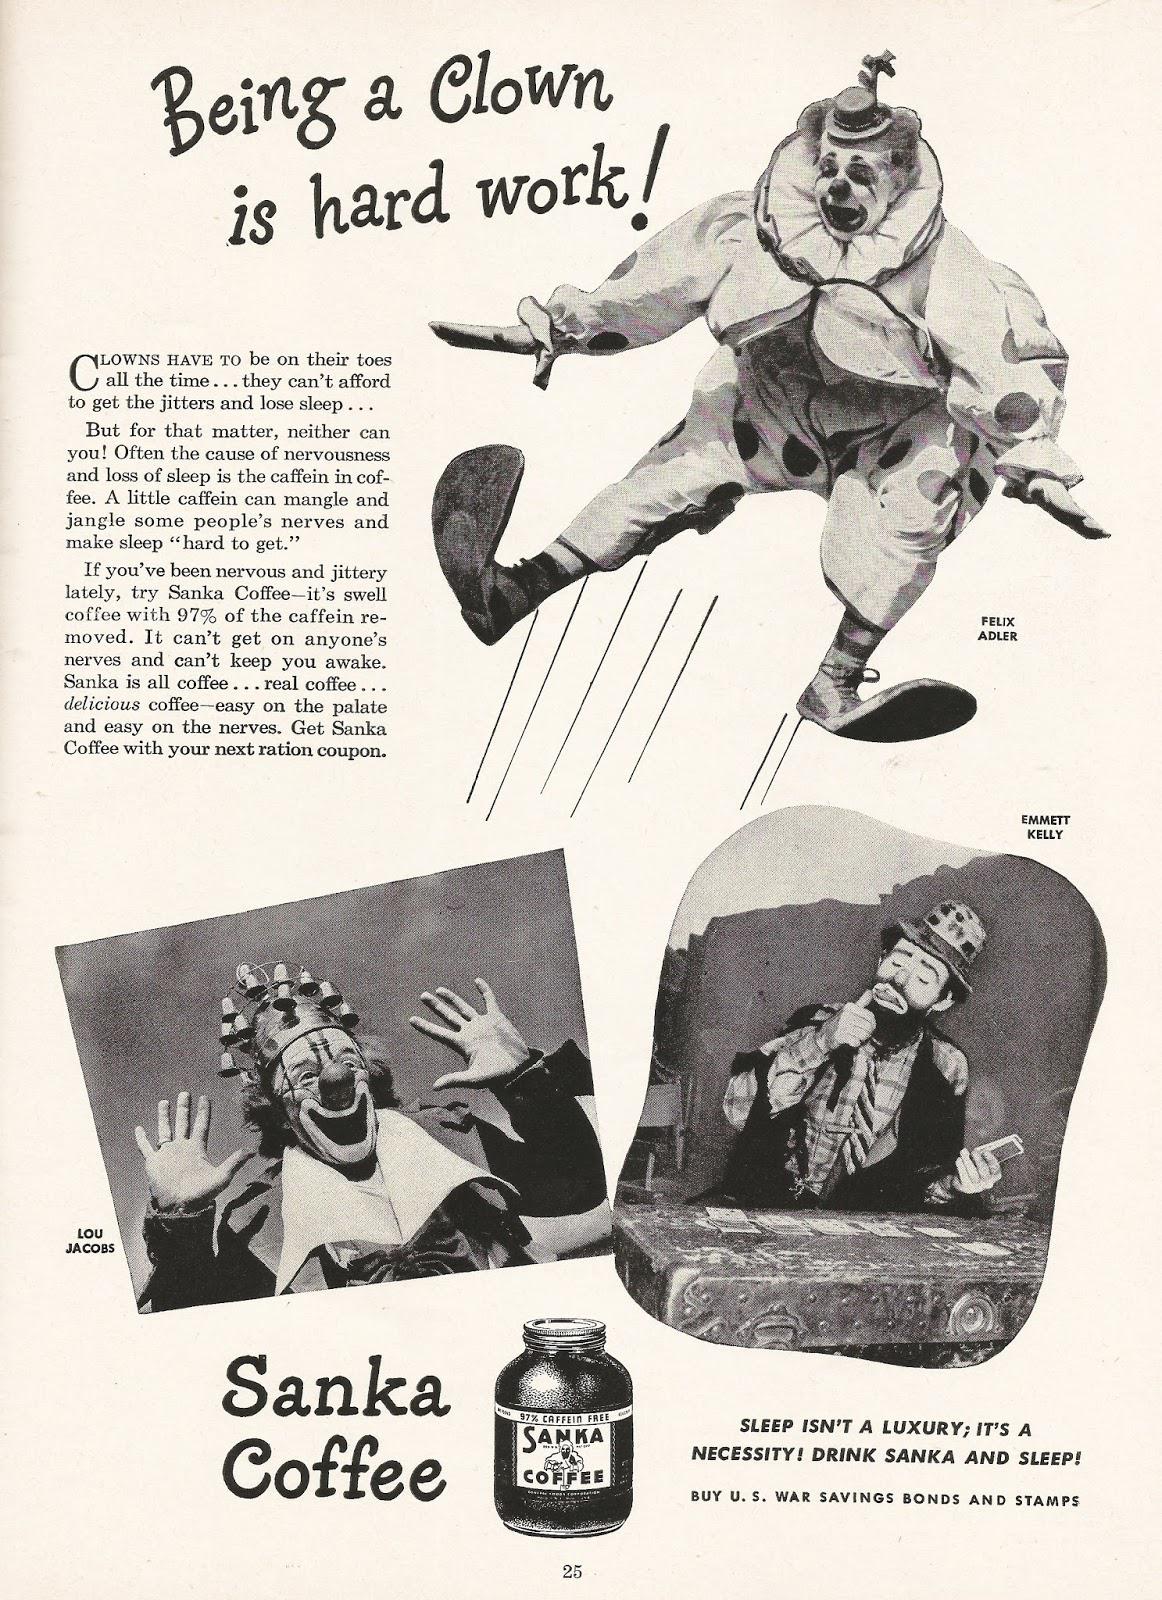 Being a Clown
is hard work!
CLOWNS HAVE TO be on their toes
all the time...they can't afford
to get the jitters and lose sleep...
But for that matter, neither can
you! Often the cause of nervousness
and loss of sleep is the caffein in cof-
fee. A little caffein can mangle and
jangle some people's nerves and
make sleep "hard to get."
If you've been nervous and jittery
lately, try Sanka Coffee—it's swell
coffee with 97% of the caffein re-
moved. It can't get on anyone's
nerves and can't keep you awake.
Sanka is all coffee...real coffee...
delicious coffee—easy on the palate
and easy on the nerves. Get Sanka
Coffee with your next ration coupon.
FELIX
ADLER
EMMETT
KELLY
LOU
JACOBS
Sanka
Coffee
97% CAFFEIN FREE
SANKA
COFFEE
GENERAL FOODS CORPORATION
SLEEP ISN'T A LUXURY; IT'S A
NECESSITY! DRINK SANKA AND SLEEP!
BUY U. S. WAR SAVINGS BONDS AND STAMPS
25